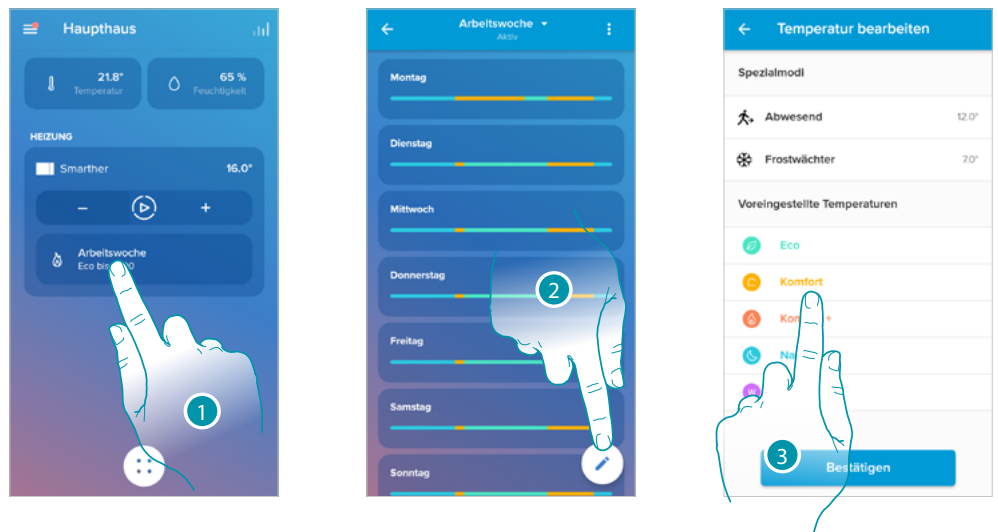 Haupthaus
21.8°
Temperatur
65 %
Feuchtigkeit
HEIZUNG
Smarther
16.0°
Arbeitswoche
Eco bis
1
Arbeitswoche
Aktiv
Montag
Dienstag
Mittwoch
Donnerstag
Freitag
Samstag
Sonntag
2
Temperatur bearbeiten
Spezialmodi
Abwesend
12.0°
Frostwächter
7.0°
Voreingestellte Temperaturen
Eco
Komfort
W
3
Bestätigen